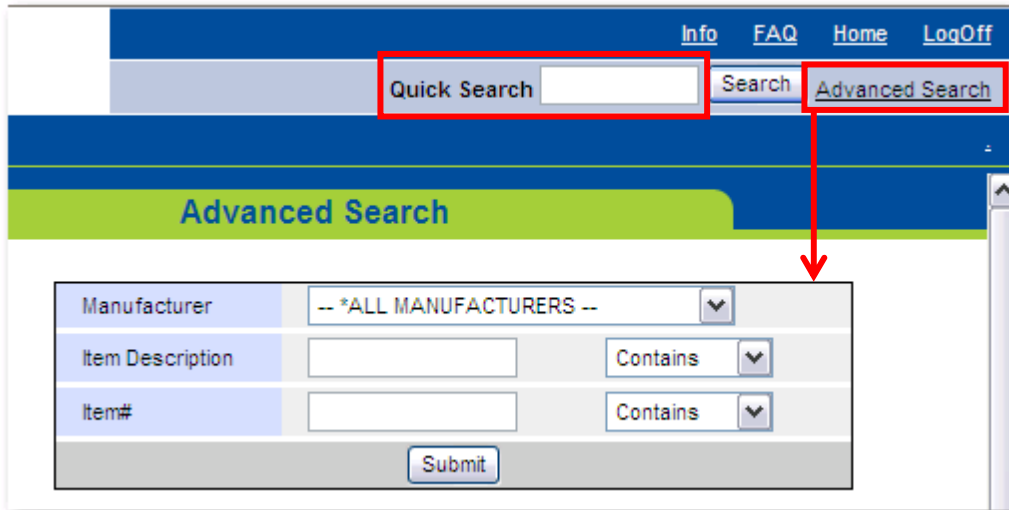 Info FAQ Home LogOff
Quick Search Search Advanced Search
.
Advanced Search
Manufacturer -- *ALL MANUFACTURERS --
Item Description Contains
Item# Contains
Submit